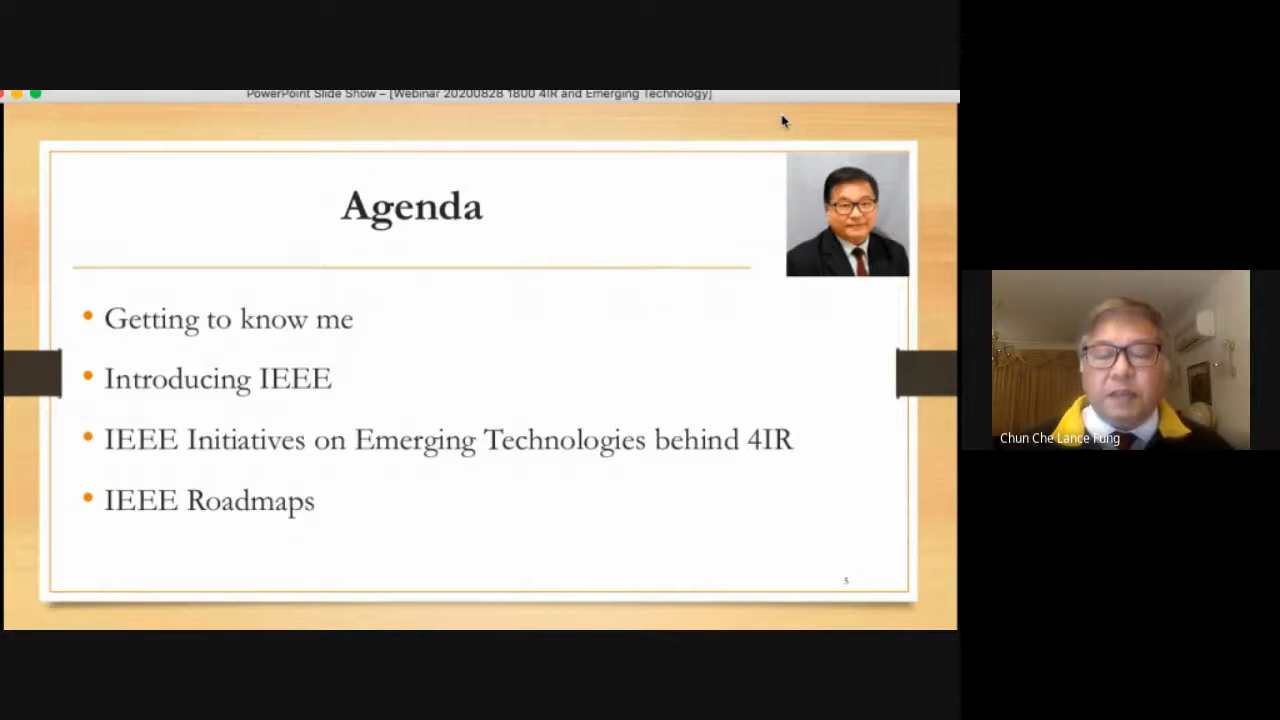 PowerPoint Slide Show – [Webinar 20200828 1800 4IR and Emerging Technology]
Agenda
• Getting to know me
• Introducing IEEE
• IEEE Initiatives on Emerging Technologies behind 4IR
• IEEE Roadmaps
5
Chun Che Lance Fung